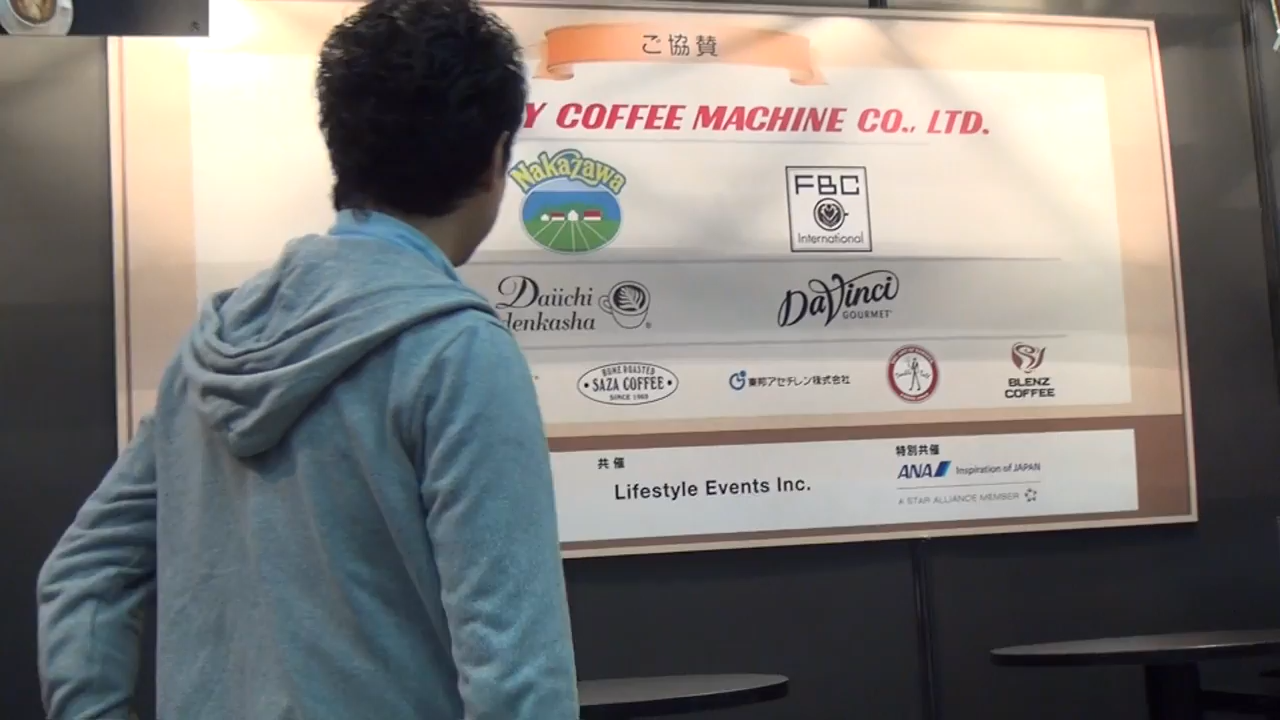 ご協賛
Y COFFEE MACHINE CO., LTD.
Nakazawa
FBC
International
Daiichi
denkasha
DaVinci
GOURMET
HOME ROASTED
SAZA COFFEE
SINCE 1969
東邦アセチレン株式会社
BLENZ
COFFEE
共催
Lifestyle Events Inc.
特別共催
ANA Inspiration of JAPAN
A STAR ALLIANCE MEMBER